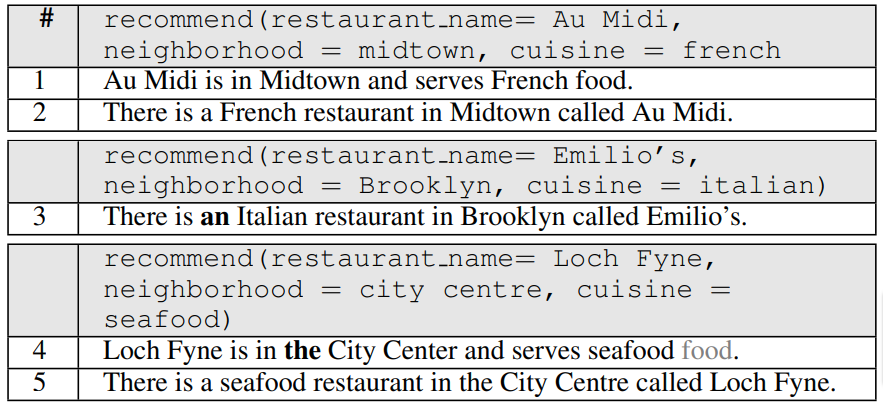 # recommend(restaurant_name= Au Midi,
neighborhood = midtown, cuisine = french
1 Au Midi is in Midtown and serves French food.
2 There is a French restaurant in Midtown called Au Midi.
recommend(restaurant_name= Emilio’s,
neighborhood = Brooklyn, cuisine = italian)
3 There is an Italian restaurant in Brooklyn called Emilio’s.
recommend(restaurant_name= Loch Fyne,
neighborhood = city centre, cuisine =
seafood)
4 Loch Fyne is in the City Center and serves seafood food.
5 There is a seafood restaurant in the City Centre called Loch Fyne.